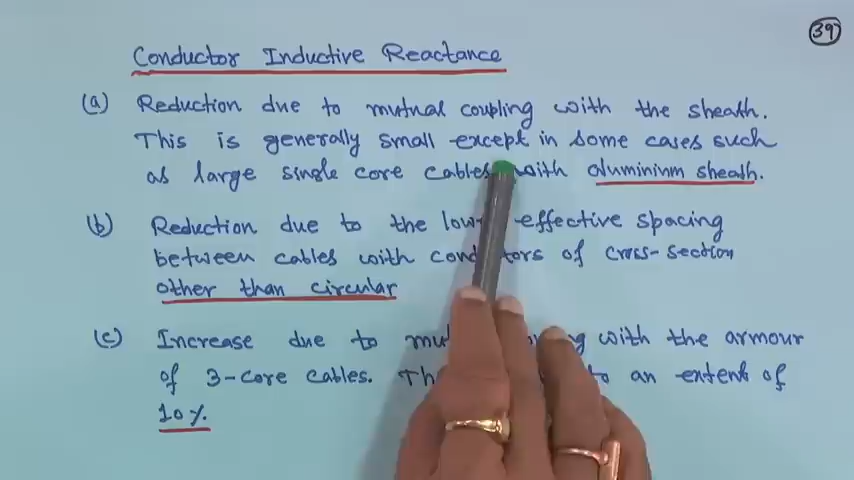 39
Conductor Inductive Reactance
(a) Reduction due to mutual coupling with the sheath.
This is generally small except in some cases such
as large single core cables with aluminium sheath.
(b) Reduction due to the effective spacing
between cables with of cross-section
other than circular
(c) Increase due to with the armour
of 3-core cables. to an extent of
10%.